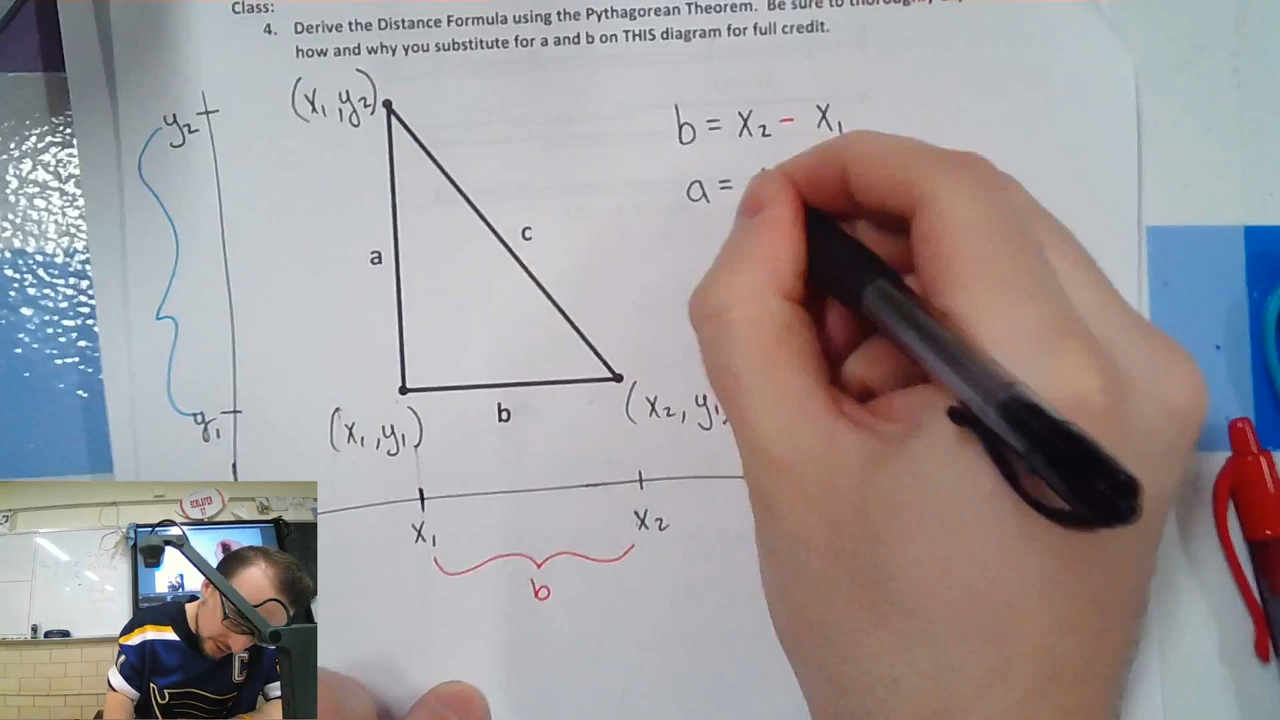 Class:
4. Derive the Distance Formula using the Pythagorean Theorem. Be sure to
how and why you substitute for a and b on THIS diagram for full credit.
(x₁, y₂)
y₂
b = x₂ - x₁
a =
c
a
b
(x₂, y₁
(x₁, y₁)
y₁
x₁
x₂
b
C